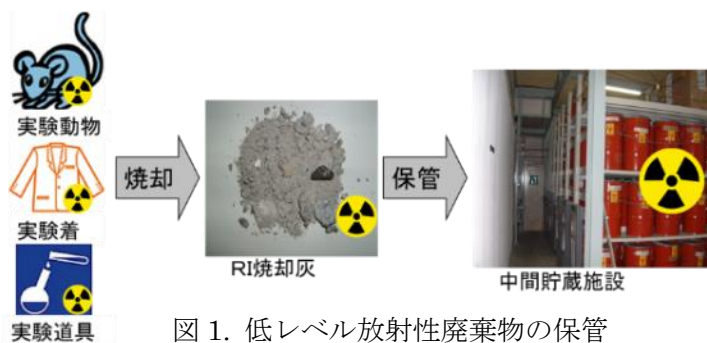 実験動物
実験着
実験道具
焼却
RI焼却灰
保管
中間貯蔵施設
図 1. 低レベル放射性廃棄物の保管